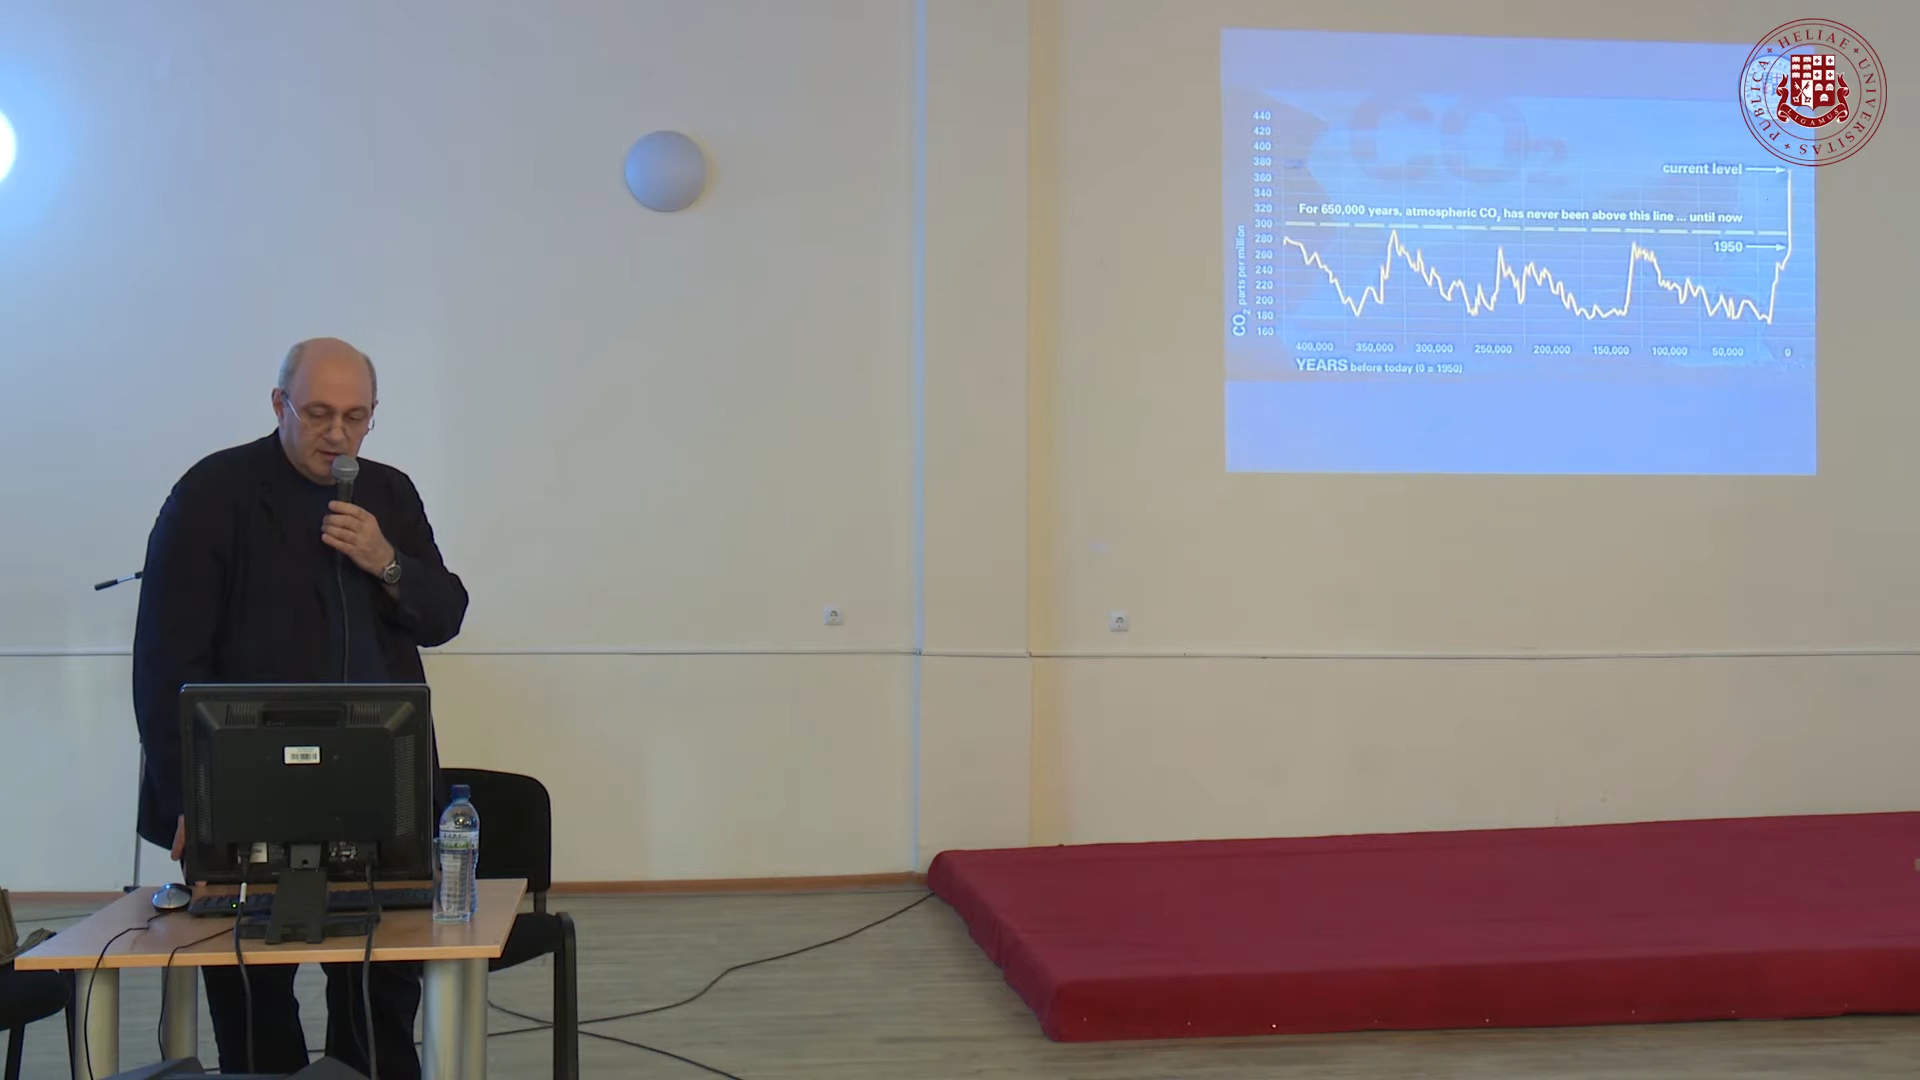 HELIAE UNIVERSITAS PUBLICA
LIGAMUS
CO2
440
420
400
380
360
340
320
300
280
260
240
220
200
180
160
CO2 parts per million
current level
For 650,000 years, atmospheric CO2 has never been above this line ... until now
1950
400,000 350,000 300,000 250,000 200,000 150,000 100,000 50,000 0
YEARS before today (0 = 1950)